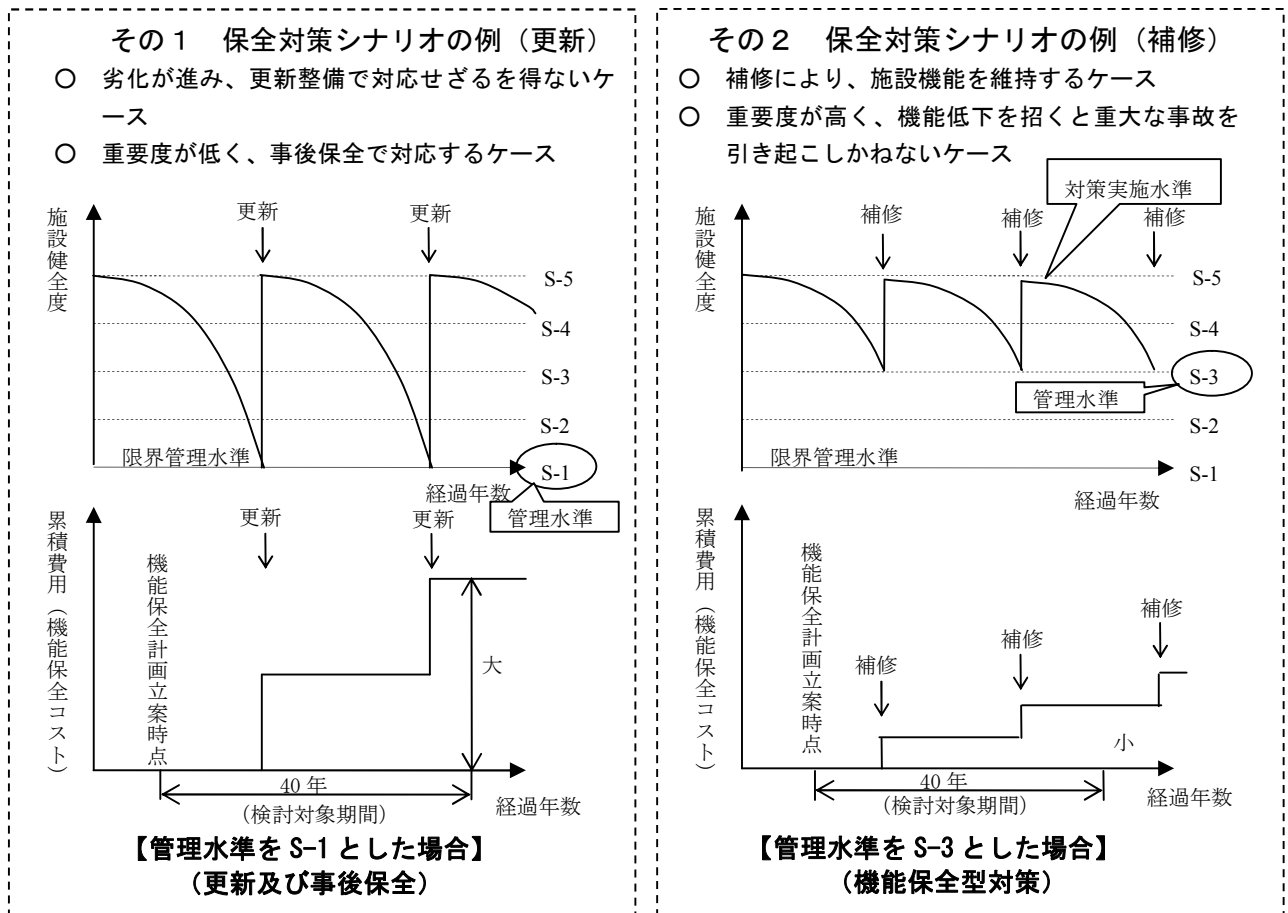 その１　保全対策シナリオの例（更新）
○　劣化が進み、更新整備で対応せざるを得ないケ
ース
○　重要度が低く、事後保全で対応するケース
施設健全度
更新
更新
S-5
S-4
S-3
S-2
限界管理水準
S-1
経過年数
管理水準
累積費用（機能保全コスト）
機能保全計画立案時点
更新
更新
大
40 年
（検討対象期間）
経過年数
【管理水準を S-1 とした場合】
（更新及び事後保全）
その２　保全対策シナリオの例（補修）
○　補修により、施設機能を維持するケース
○　重要度が高く、機能低下を招くと重大な事故を
引き起こしかねないケース
対策実施水準
施設健全度
補修
補修
補修
S-5
S-4
S-3
管理水準
S-2
限界管理水準
S-1
経過年数
累積費用（機能保全コスト）
機能保全計画立案時点
補修
補修
補修
小
40 年
（検討対象期間）
経過年数
【管理水準を S-3 とした場合】
（機能保全型対策）